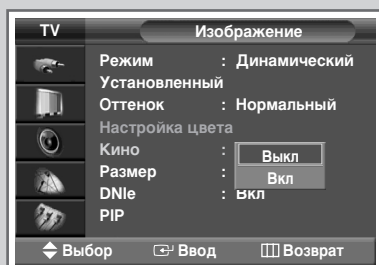 TV
Изображение
Режим : Динамический
Установленный
Оттенок : Нормальный
Настройка цвета
Кино : Выкл
Вкл
Размер :
DNIe : Вкл
PIP
Выбор Ввод Возврат